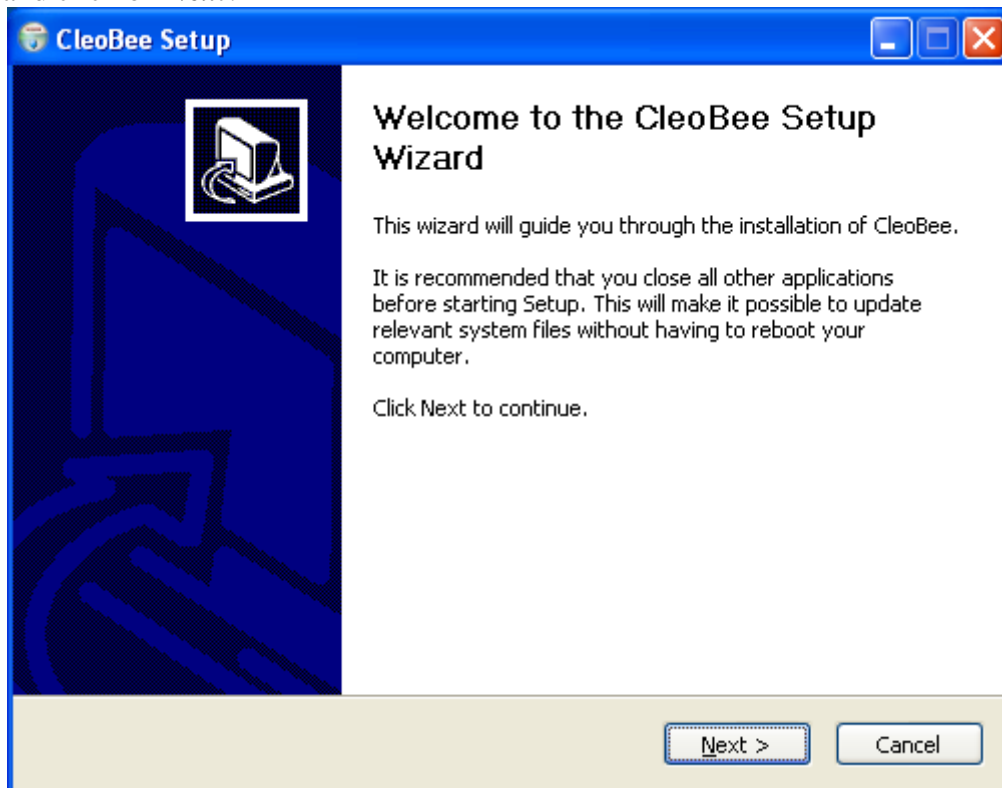 CleoBee Setup
Welcome to the CleoBee Setup
Wizard
This wizard will guide you through the installation of CleoBee.
It is recommended that you close all other applications
before starting Setup. This will make it possible to update
relevant system files without having to reboot your
computer.
Click Next to continue.
Next >
Cancel